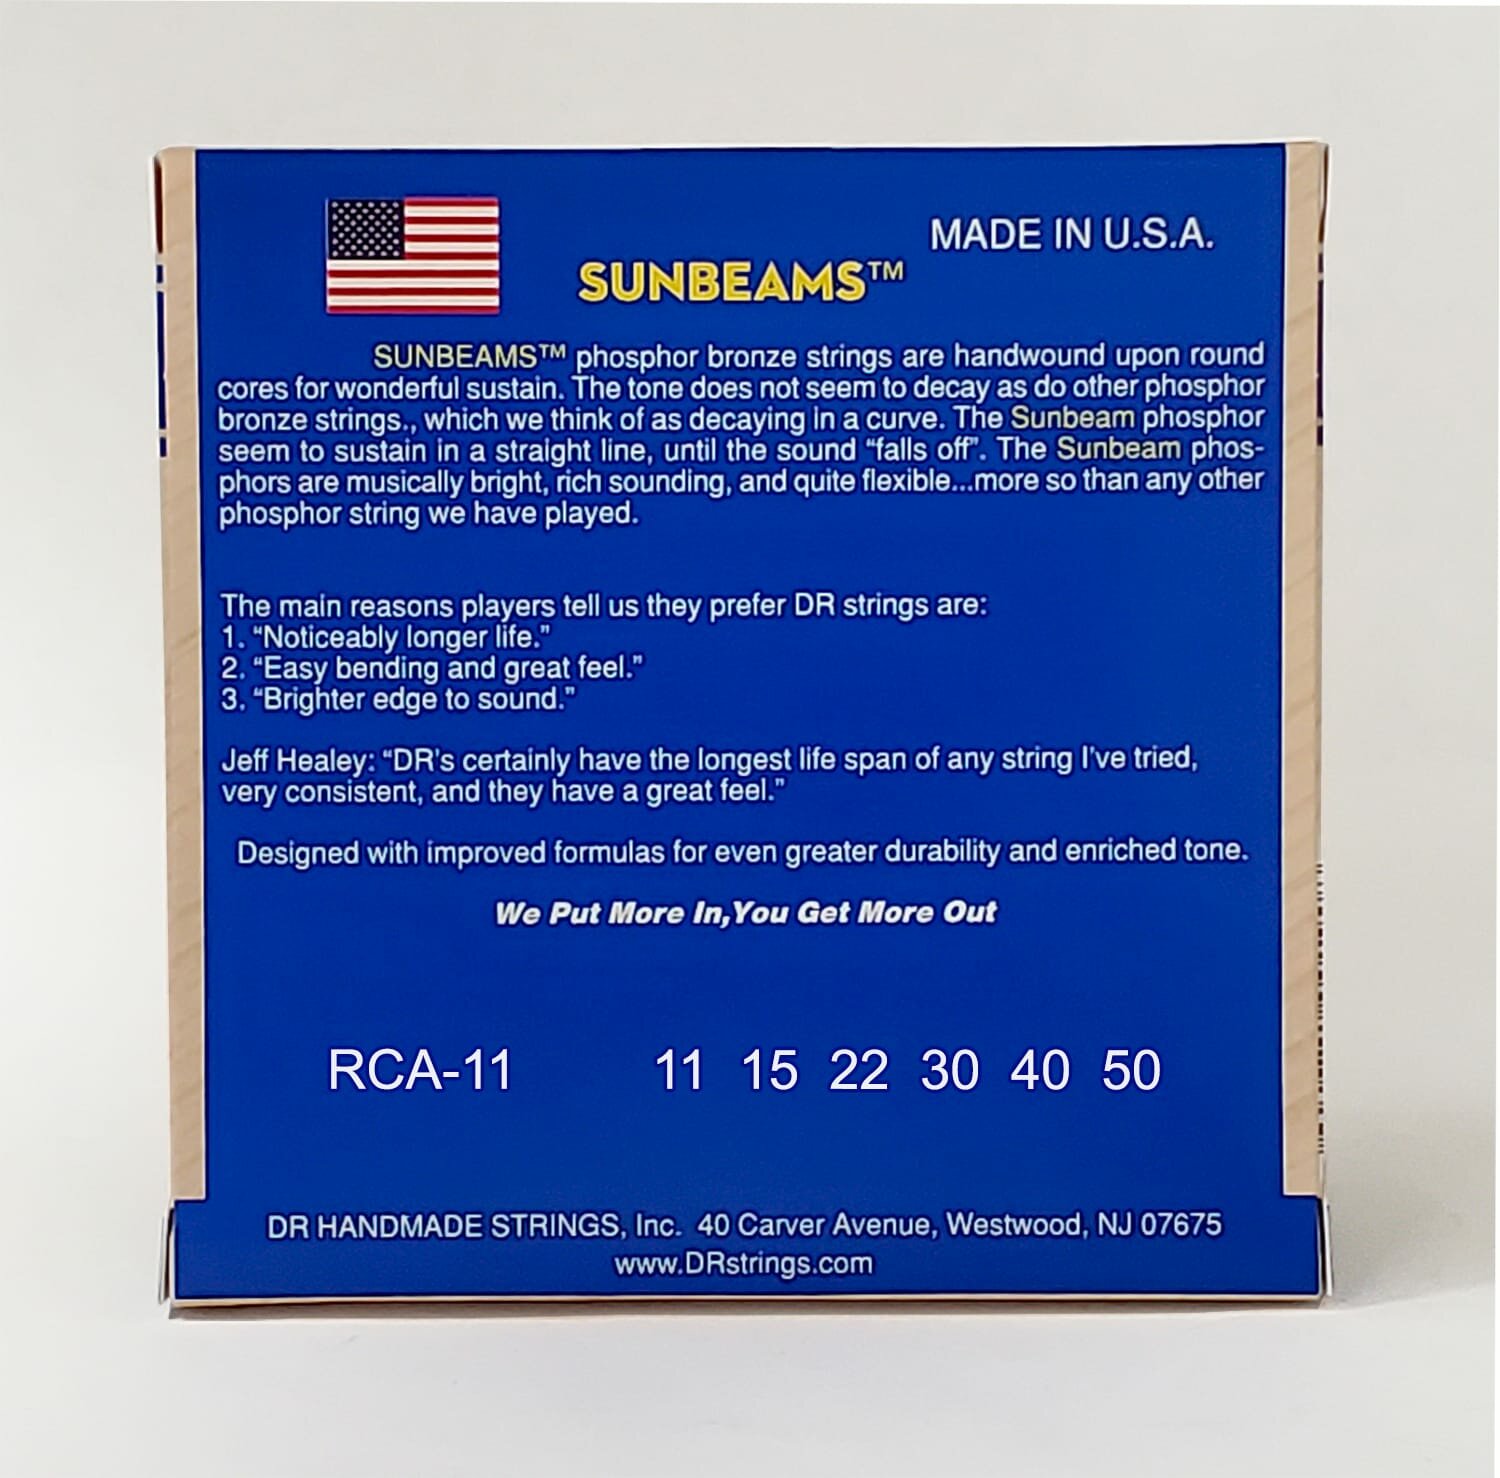 MADE IN U.S.A.
SUNBEAMS™
SUNBEAMS™ phosphor bronze strings are handwound upon round
cores for wonderful sustain. The tone does not seem to decay as do other phosphor
bronze strings., which we think of as decaying in a curve. The Sunbeam phosphor
seem to sustain in a straight line, until the sound “falls off”. The Sunbeam phos-
phors are musically bright, rich sounding, and quite flexible...more so than any other
phosphor string we have played.
The main reasons players tell us they prefer DR strings are:
1. “Noticeably longer life.”
2. “Easy bending and great feel.”
3. “Brighter edge to sound.”
Jeff Healey: “DR's certainly have the longest life span of any string I've tried,
very consistent, and they have a great feel.”
Designed with improved formulas for even greater durability and enriched tone.
We Put More In,You Get More Out
RCA-11 11 15 22 30 40 50
DR HANDMADE STRINGS, Inc. 40 Carver Avenue, Westwood, NJ 07675
www.DRstrings.com